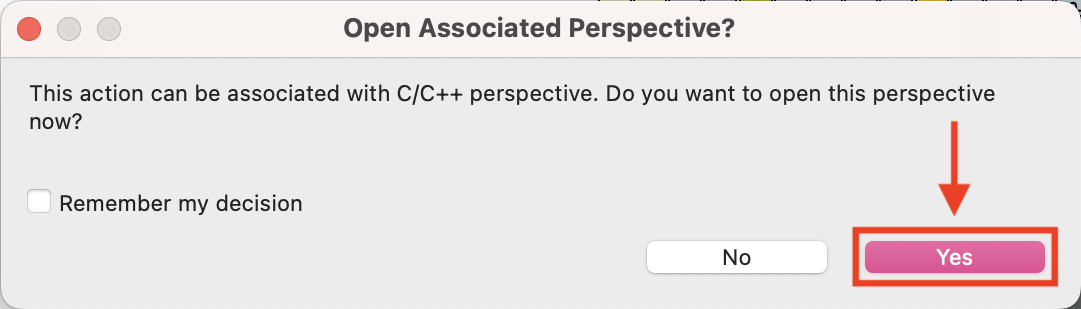 Open Associated Perspective?
This action can be associated with C/C++ perspective. Do you want to open this perspective
now?
Remember my decision
No
Yes